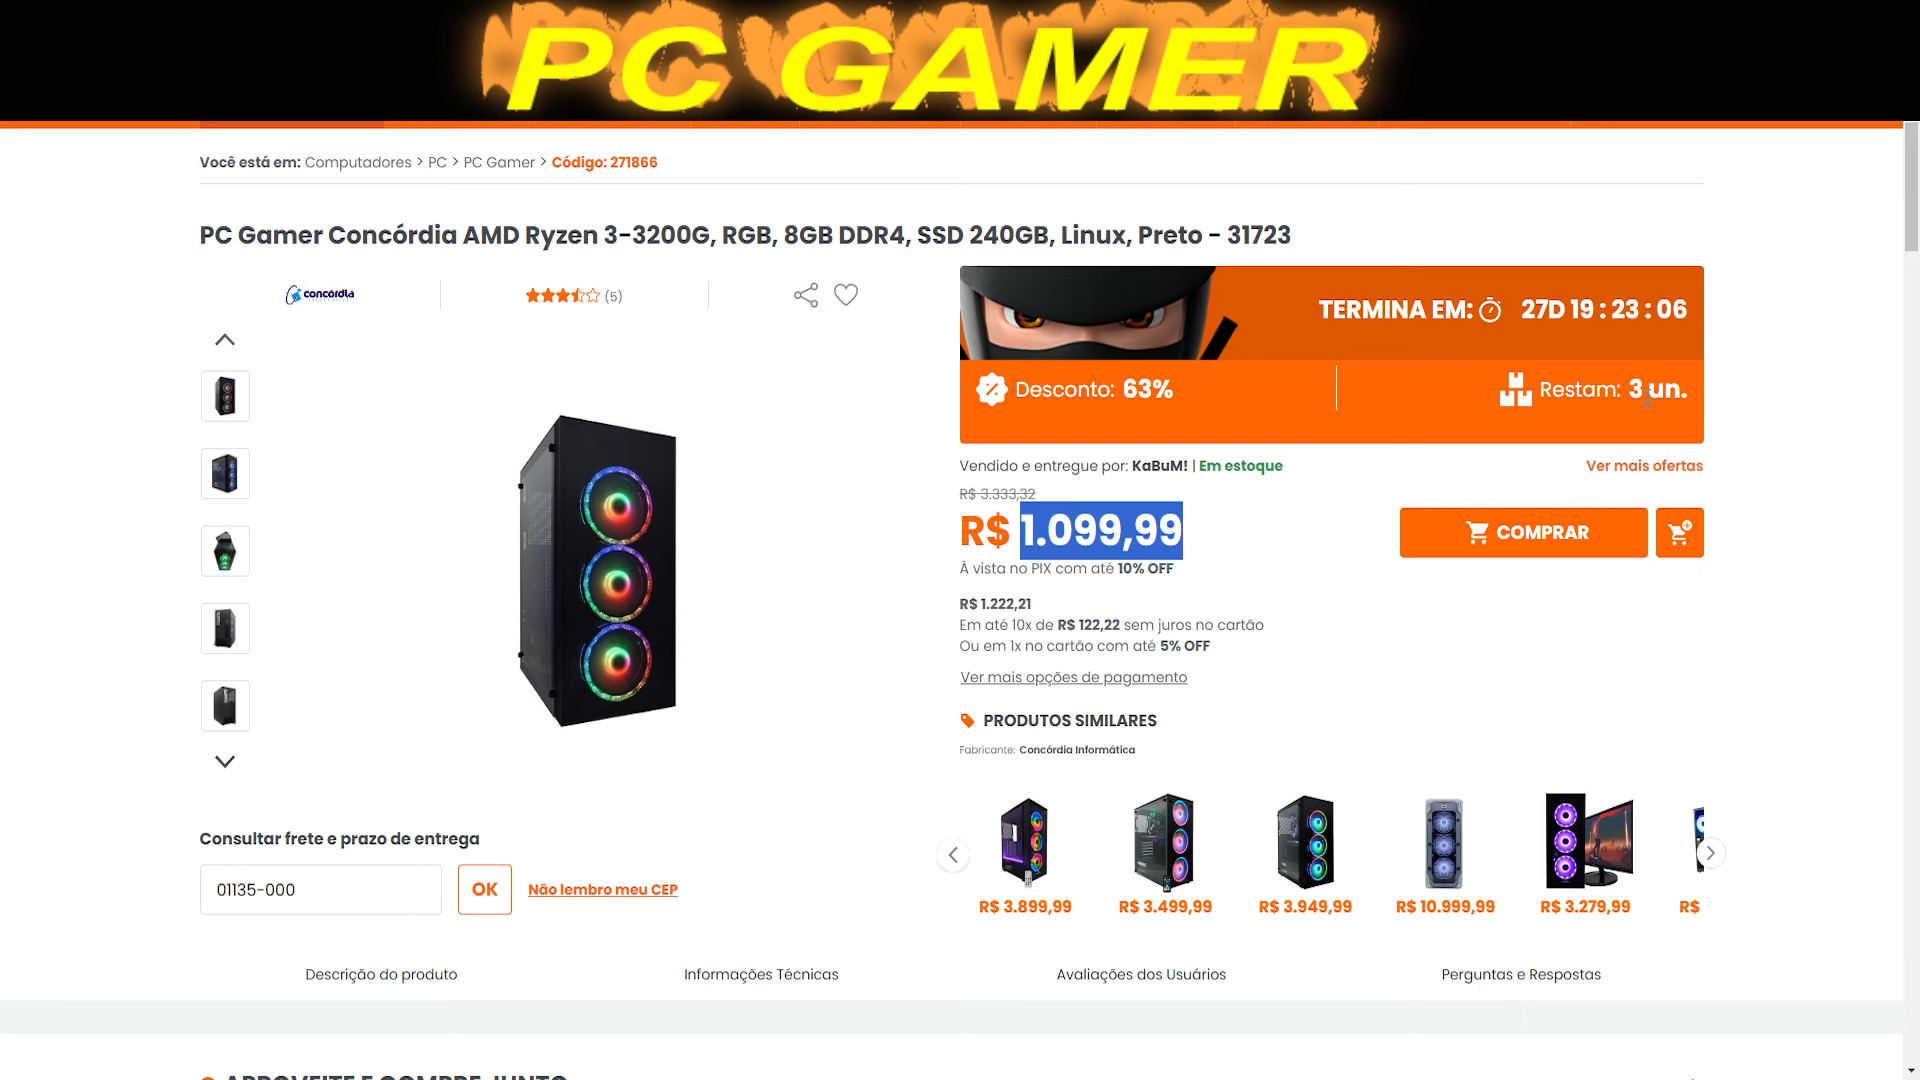 PC GAMER
Você está em: Computadores > PC > PC Gamer > Código: 271866
PC Gamer Concórdia AMD Ryzen 3-3200G, RGB, 8GB DDR4, SSD 240GB, Linux, Preto - 31723
concórdia
(5)
TERMINA EM: 27D 19 : 23 : 06
Desconto: 63%
Restam: 3 un.
Vendido e entregue por: KaBuM! | Em estoque
Ver mais ofertas
R$ 3.333,32
R$ 1.099,99
COMPRAR
À vista no PIX com até 10% OFF
R$ 1.222,21
Em até 10x de R$ 122,22 sem juros no cartão
Ou em 1x no cartão com até 5% OFF
Ver mais opções de pagamento
PRODUTOS SIMILARES
Fabricante: Concórdia Informática
R$ 3.899,99
R$ 3.499,99
R$ 3.949,99
R$ 10.999,99
R$ 3.279,99
R$
Consultar frete e prazo de entrega
01135-000
OK
Não lembro meu CEP
Descrição do produto
Informações Técnicas
Avaliações dos Usuários
Perguntas e Respostas
APROVEITE E COMPRE JUNTO